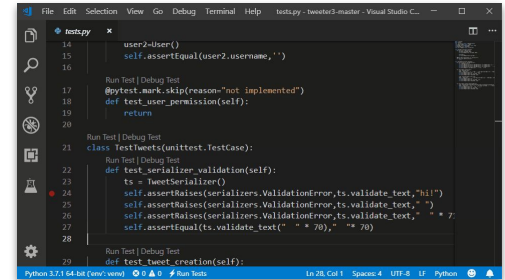 File Edit Selection View Go Debug Terminal Help tests.py - tweeter3-master - Visual Studio C...
tests.py
14 user2=User()
15 self.assertEqual(user2.username,'')
16
Run Test | Debug Test
17 @pytest.mark.skip(reason="not implemented")
18 def test_user_permission(self):
19 return
20
Run Test | Debug Test
21 class TestTweets(unittest.TestCase):
Run Test | Debug Test
22 def test_serializer_validation(self):
23 ts = TweetSerializer()
24 self.assertRaises(serializers.ValidationError,ts.validate_text,"hi!")
25 self.assertRaises(serializers.ValidationError,ts.validate_text," ")
26 self.assertRaises(serializers.ValidationError,ts.validate_text," " * 7
27 self.assertEqual(ts.validate_text(" " * 70)," "* 70)
28
Run Test | Debug Test
29 def test_tweet_creation(self):
Python 3.7.1 64-bit ('env': venv) 0 0 Run Tests Ln 28, Col 1 Spaces: 4 UTF-8 LF Python